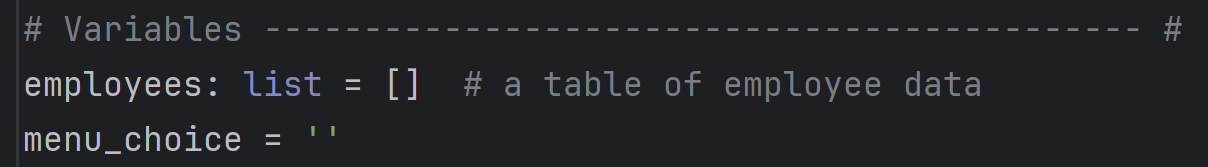 # Variables -------------------------------------------- #
employees: list = []  # a table of employee data
menu_choice = ''